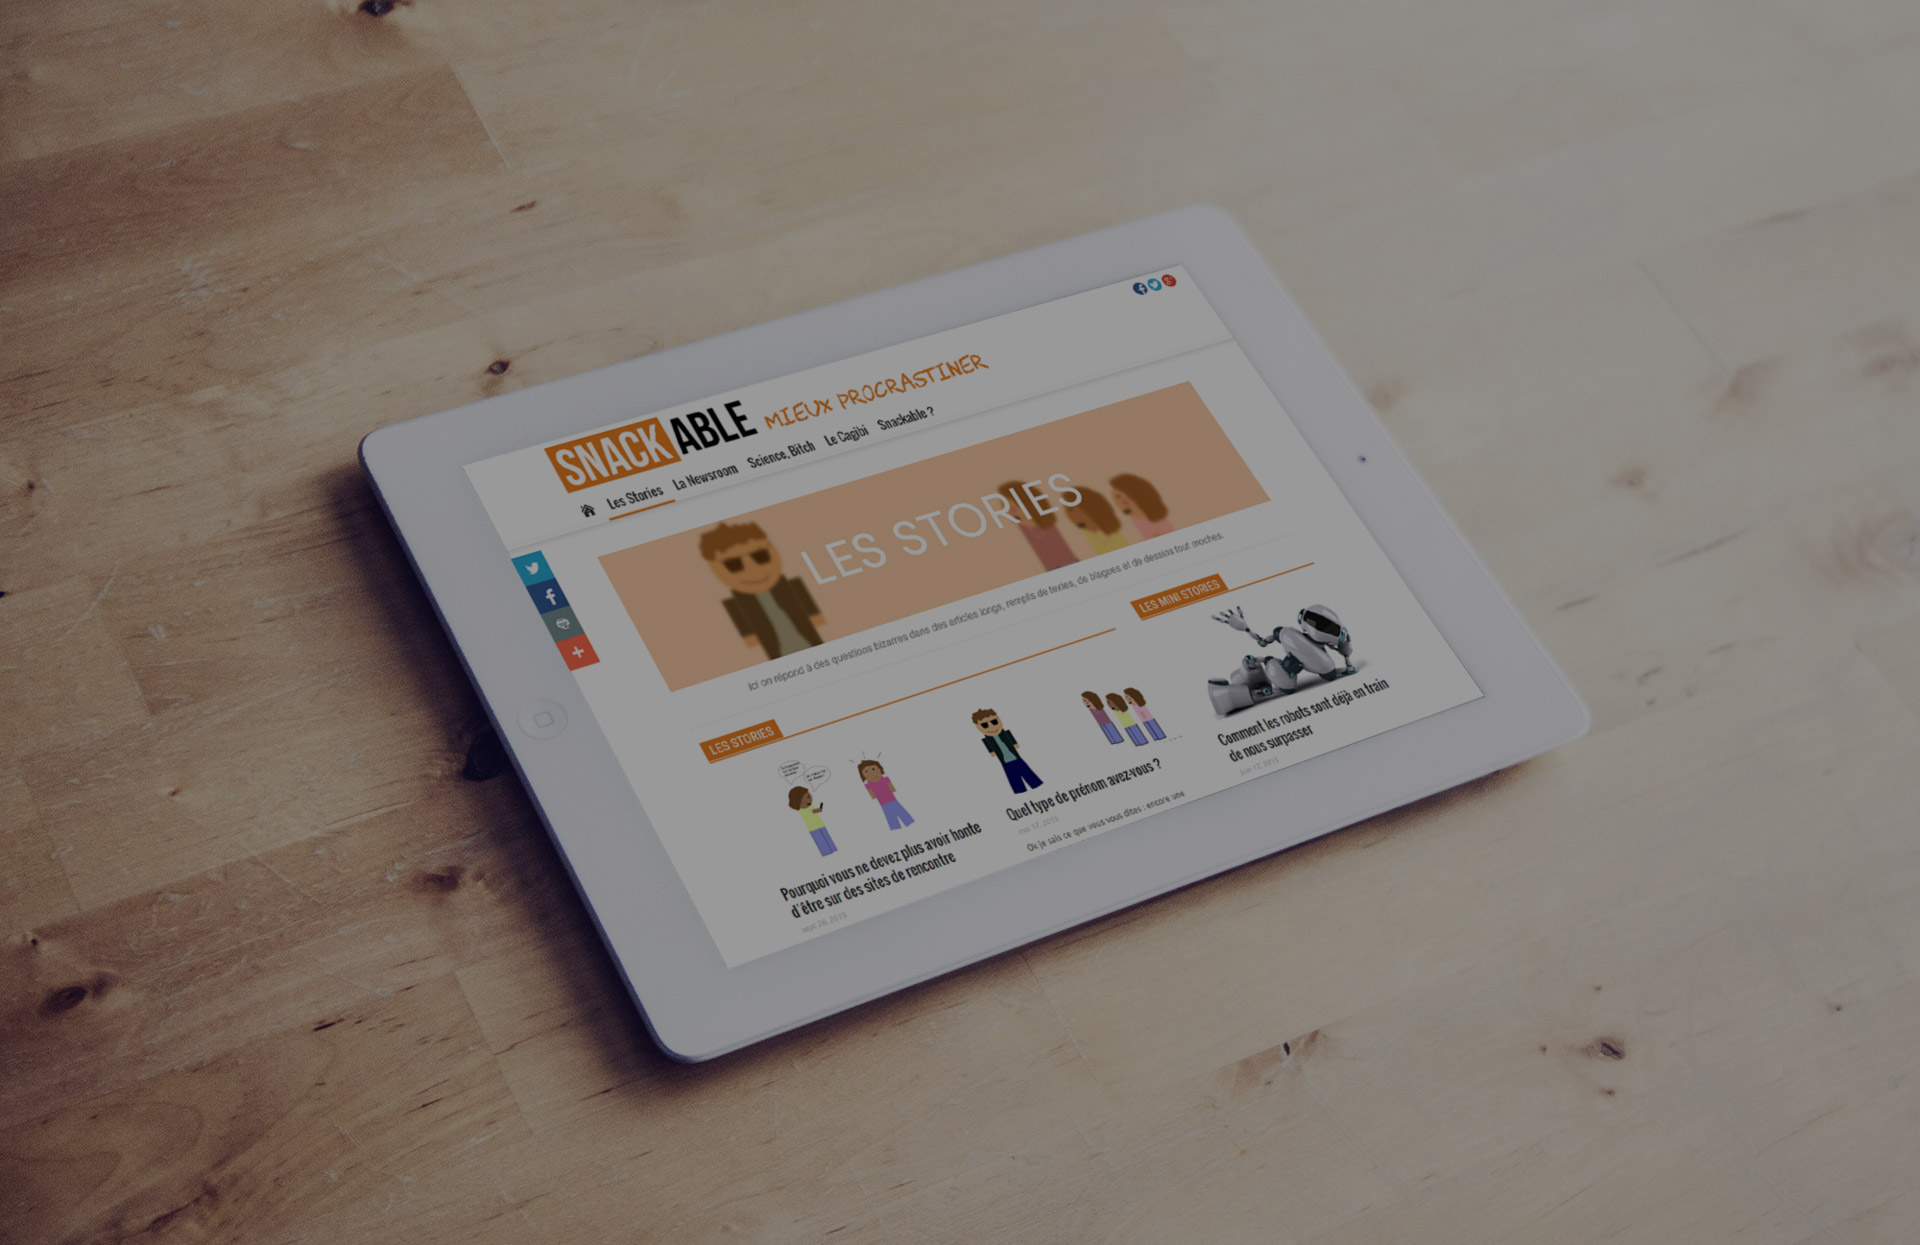 SNACKABLE MIEUX PROCRASTINER
Les Stories La Newsroom Science, Bitch Le Cagibi Snackable ?
LES STORIES
Ici on répond à des questions bizarres dans des articles longs, remplis de textes, de blagues et de dessins tout moches.
LES STORIES
Pourquoi vous ne devez plus avoir honte
d'être sur des sites de rencontre
sept 26, 2015
Quel type de prénom avez-vous ?
mai 17, 2015
Ou je sais ce que vous vous dites : encore une
LES MINI STORIES
Comment les robots sont déjà en train
de nous surpasser
juin 17, 2015